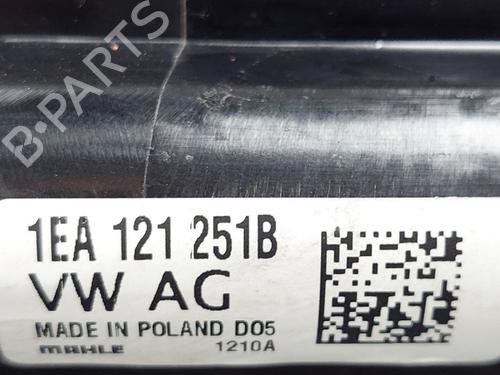 B-PARTS
1EA 121 251B
VW AG
MADE IN POLAND D05
MAHLE 1210A